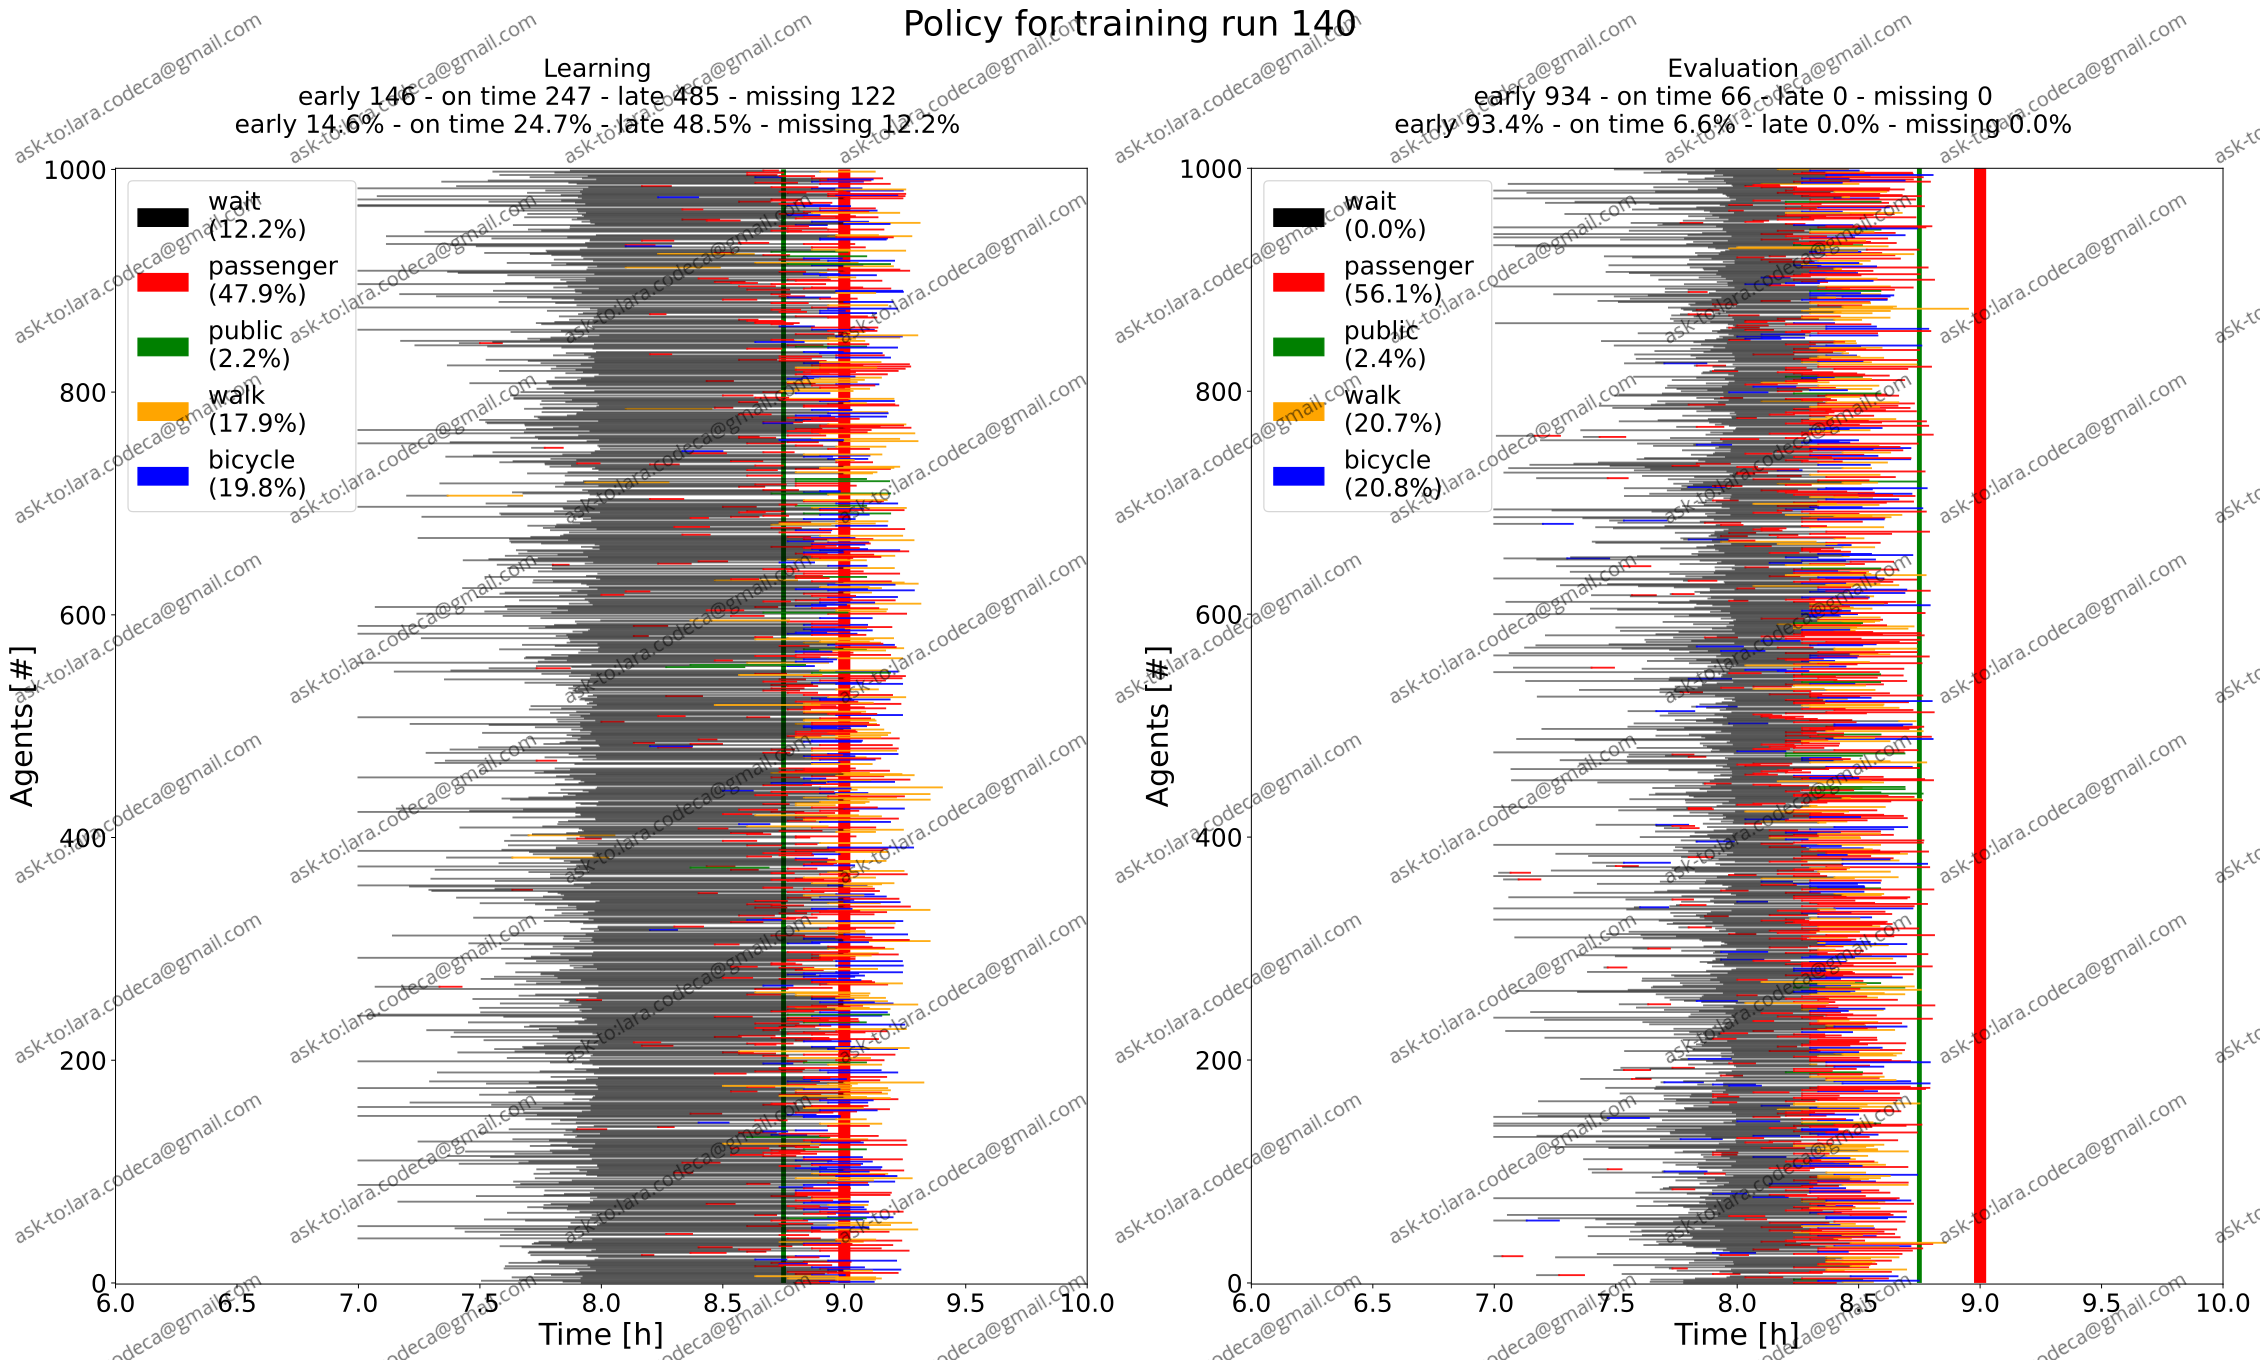 Policy for training run 140
Learning
early 146 - on time 247 - late 485 - missing 122
early 14.6% - on time 24.7% - late 48.5% - missing 12.2%
Agents [#]
1000
800
600
400
200
0
wait
(12.2%)
passenger
(47.9%)
public
(2.2%)
walk
(17.9%)
bicycle
(19.8%)
6.0 6.5 7.0 7.5 8.0 8.5 9.0 9.5 10.0
Time [h]
Evaluation
early 934 - on time 66 - late 0 - missing 0
early 93.4% - on time 6.6% - late 0.0% - missing 0.0%
Agents [#]
1000
800
600
400
200
0
wait
(0.0%)
passenger
(56.1%)
public
(2.4%)
walk
(20.7%)
bicycle
(20.8%)
6.0 6.5 7.0 7.5 8.0 8.5 9.0 9.5 10.0
Time [h]
ask-to:lara.codeca@gmail.com